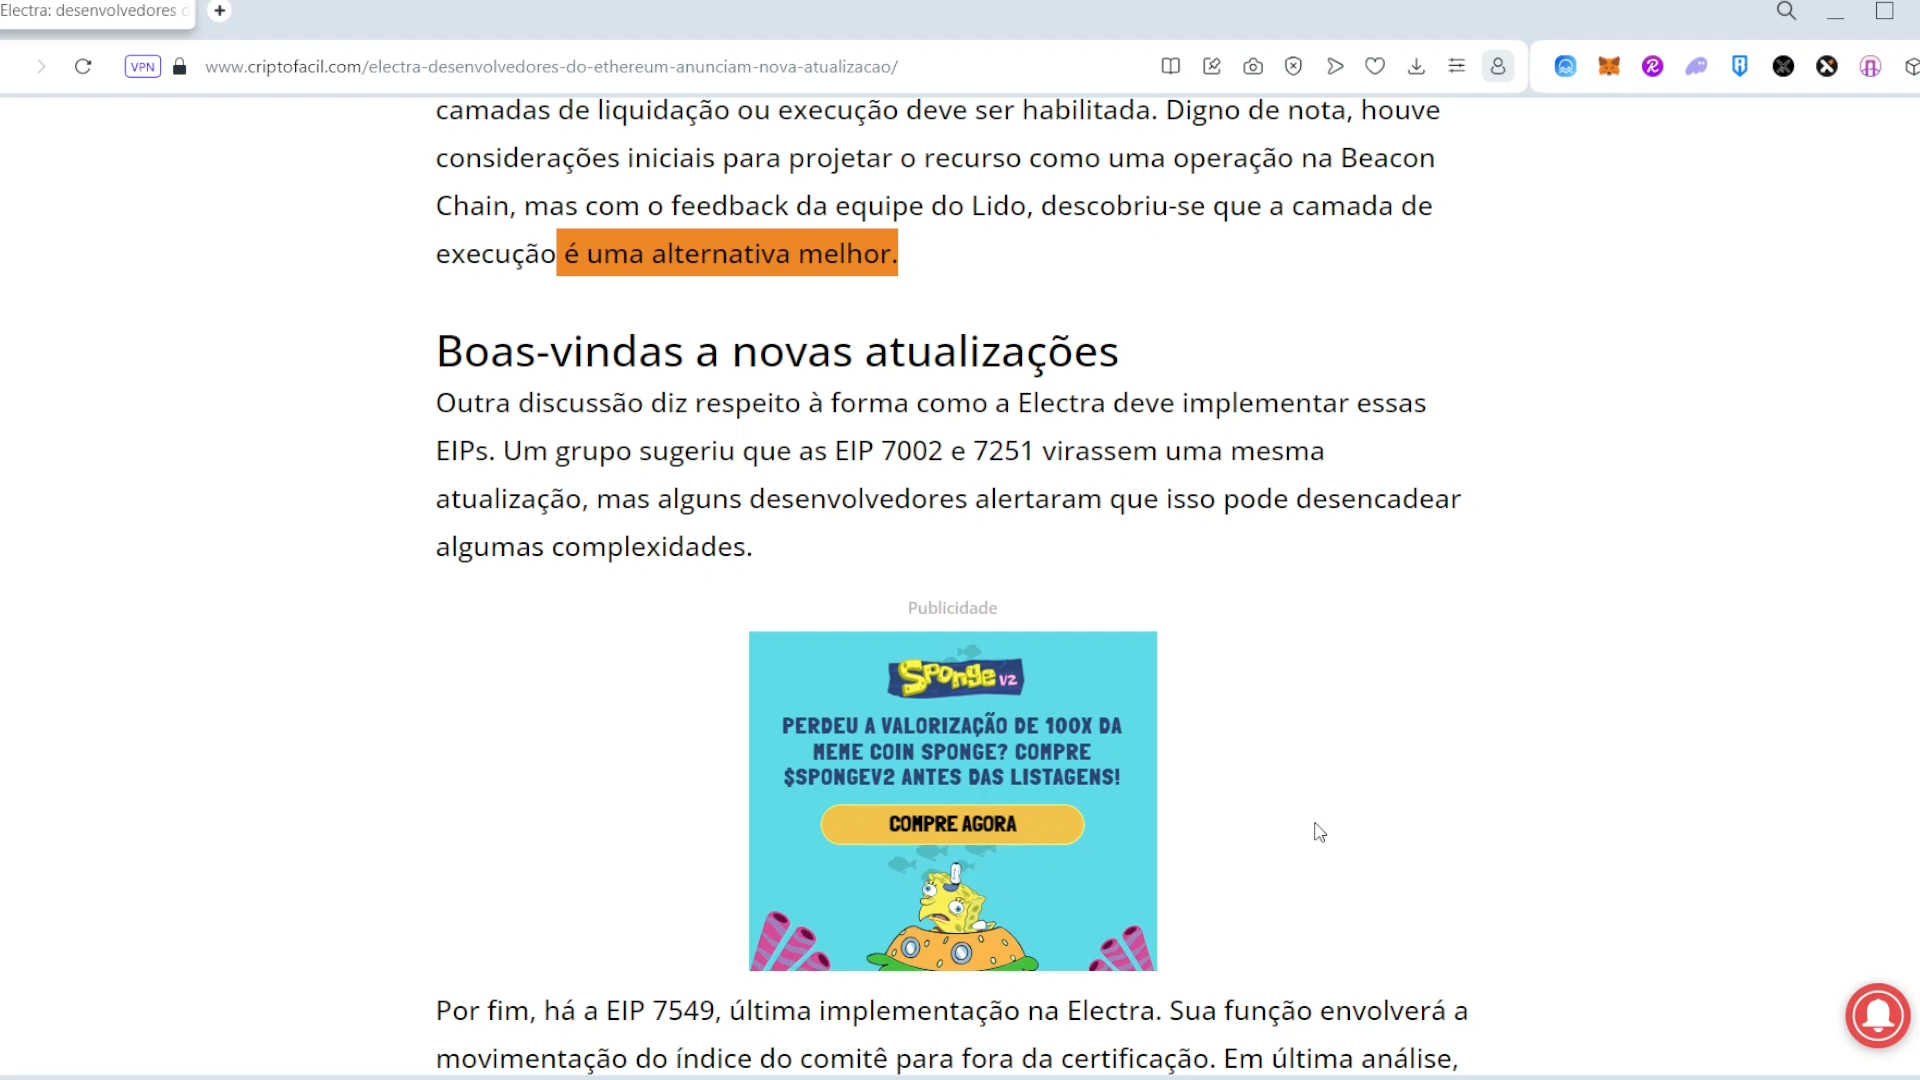 Electra: desenvolvedores d
VPN
www.criptofacil.com/electra-desenvolvedores-do-ethereum-anunciam-nova-atualizacao/
camadas de liquidação ou execução deve ser habilitada. Digno de nota, houve
considerações iniciais para projetar o recurso como uma operação na Beacon
Chain, mas com o feedback da equipe do Lido, descobriu-se que a camada de
execução é uma alternativa melhor.
Boas-vindas a novas atualizações
Outra discussão diz respeito à forma como a Electra deve implementar essas
EIPs. Um grupo sugeriu que as EIP 7002 e 7251 virassem uma mesma
atualização, mas alguns desenvolvedores alertaram que isso pode desencadear
algumas complexidades.
Publicidade
SPONGE V2
PERDEU A VALORIZAÇÃO DE 100X DA
MEME COIN SPONGE? COMPRE
$SPONGEV2 ANTES DAS LISTAGENS!
COMPRE AGORA
Por fim, há a EIP 7549, última implementação na Electra. Sua função envolverá a
movimentação do índice do comitê para fora da certificação. Em última análise,